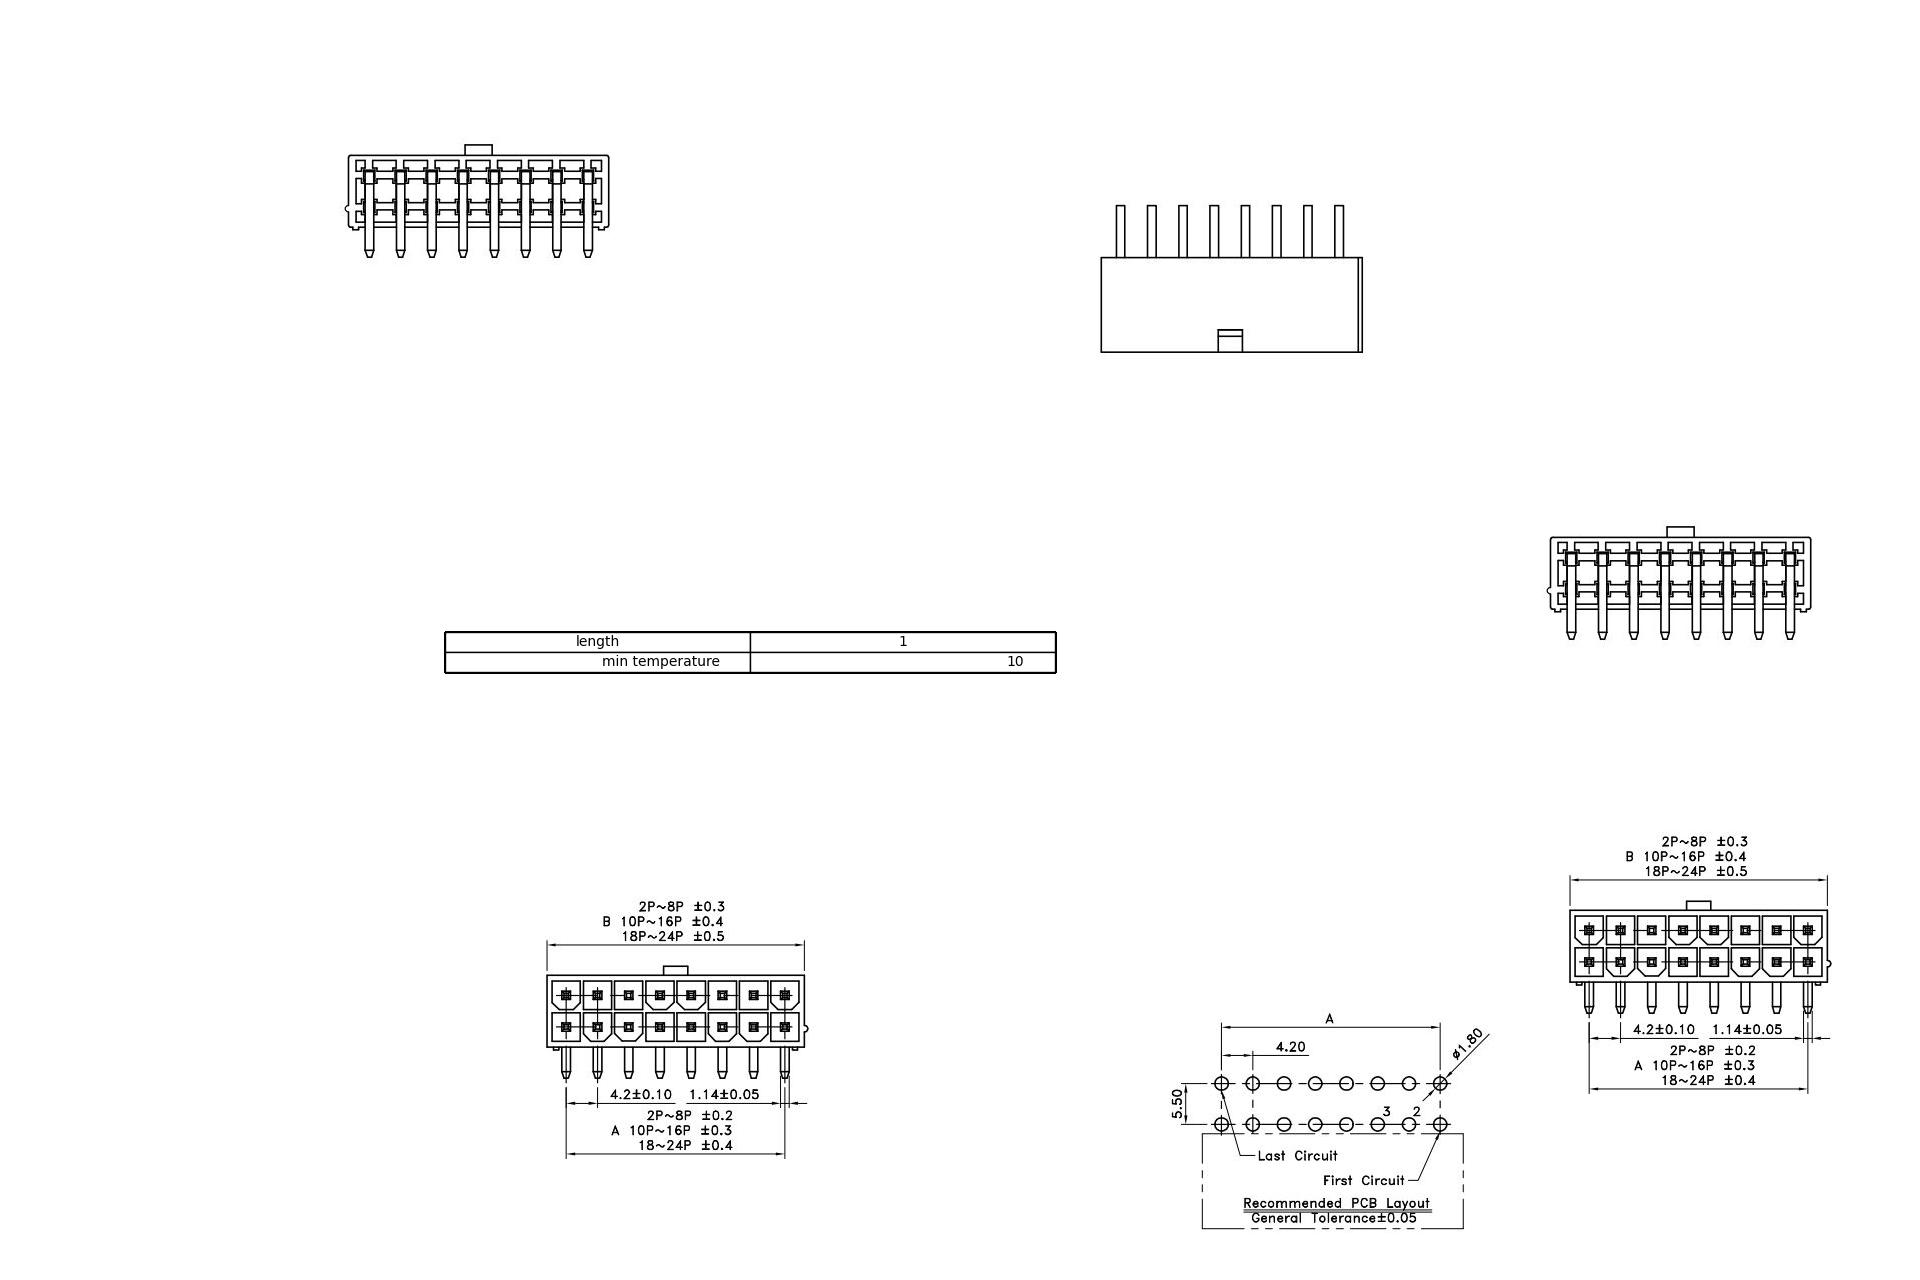 length 1
min temperature 10
2P~8P ±0.3
B 10P~16P ±0.4
18P~24P ±0.5
4.2±0.10 1.14±0.05
2P~8P ±0.2
A 10P~16P ±0.3
18~24P ±0.4
2P~8P ±0.3
B 10P~16P ±0.4
18P~24P ±0.5
4.2±0.10 1.14±0.05
2P~8P ±0.2
A 10P~16P ±0.3
18~24P ±0.4
A
4.20
ø1.80
5.50
3 2
Last Circuit
First Circuit
Recommended PCB Layout
General Tolerance±0.05